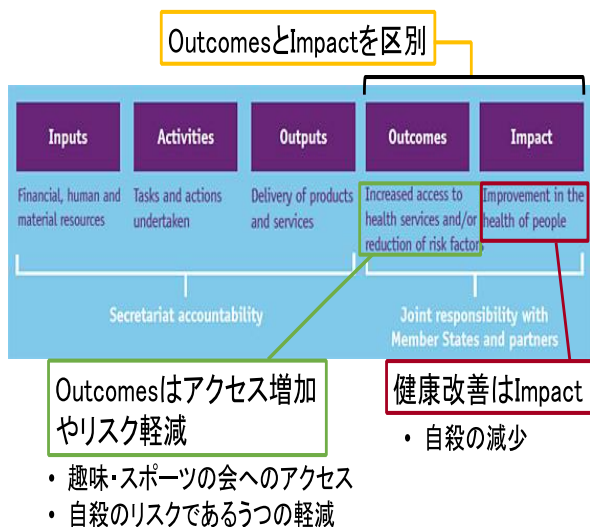 OutcomesとImpactを区別
Inputs
Activities
Outputs
Outcomes
Impact
Financial, human and
material resources
Tasks and actions
undertaken
Delivery of products
and services
Increased access to
health services and/or
reduction of risk factors
Improvement in the
health of people
Secretariat accountability
Joint responsibility with
Member States and partners
Outcomesはアクセス増加
やリスク軽減
• 趣味・スポーツの会へのアクセス
• 自殺のリスクであるうつの軽減
健康改善はImpact
• 自殺の減少